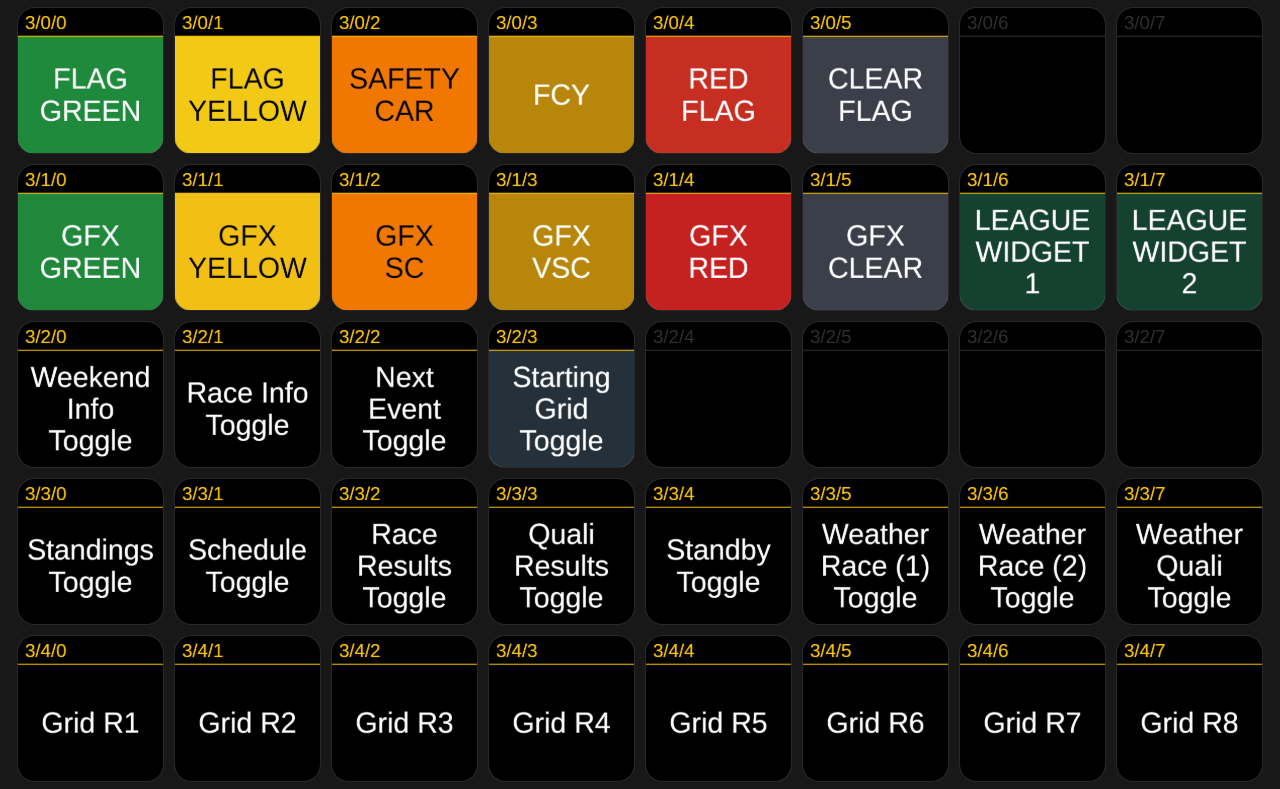 3/0/0 3/0/1 3/0/2 3/0/3 3/0/4 3/0/5 3/0/6 3/0/7
FLAG
GREEN
FLAG
YELLOW
SAFETY
CAR
FCY
RED
FLAG
CLEAR
FLAG
3/1/0 3/1/1 3/1/2 3/1/3 3/1/4 3/1/5 3/1/6 3/1/7
GFX
GREEN
GFX
YELLOW
GFX
SC
GFX
VSC
GFX
RED
GFX
CLEAR
LEAGUE
WIDGET
1
LEAGUE
WIDGET
2
3/2/0 3/2/1 3/2/2 3/2/3 3/2/4 3/2/5 3/2/6 3/2/7
Weekend
Info
Toggle
Race Info
Toggle
Next
Event
Toggle
Starting
Grid
Toggle
3/3/0 3/3/1 3/3/2 3/3/3 3/3/4 3/3/5 3/3/6 3/3/7
Standings
Toggle
Schedule
Toggle
Race
Results
Toggle
Quali
Results
Toggle
Standby
Toggle
Weather
Race (1)
Toggle
Weather
Race (2)
Toggle
Weather
Quali
Toggle
3/4/0 3/4/1 3/4/2 3/4/3 3/4/4 3/4/5 3/4/6 3/4/7
Grid R1 Grid R2 Grid R3 Grid R4 Grid R5 Grid R6 Grid R7 Grid R8